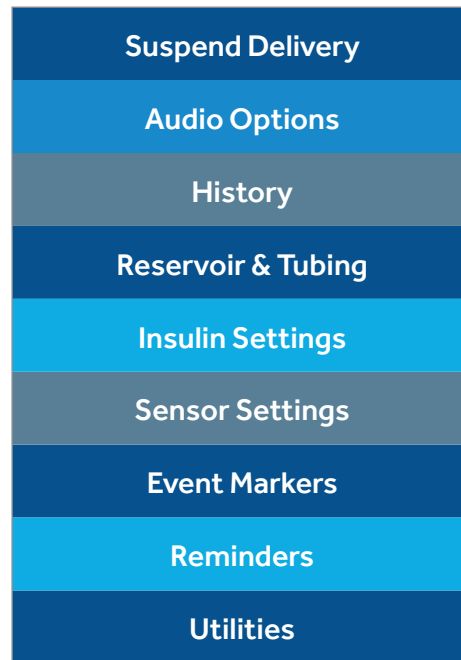 Suspend Delivery
Audio Options
History
Reservoir & Tubing
Insulin Settings
Sensor Settings
Event Markers
Reminders
Utilities